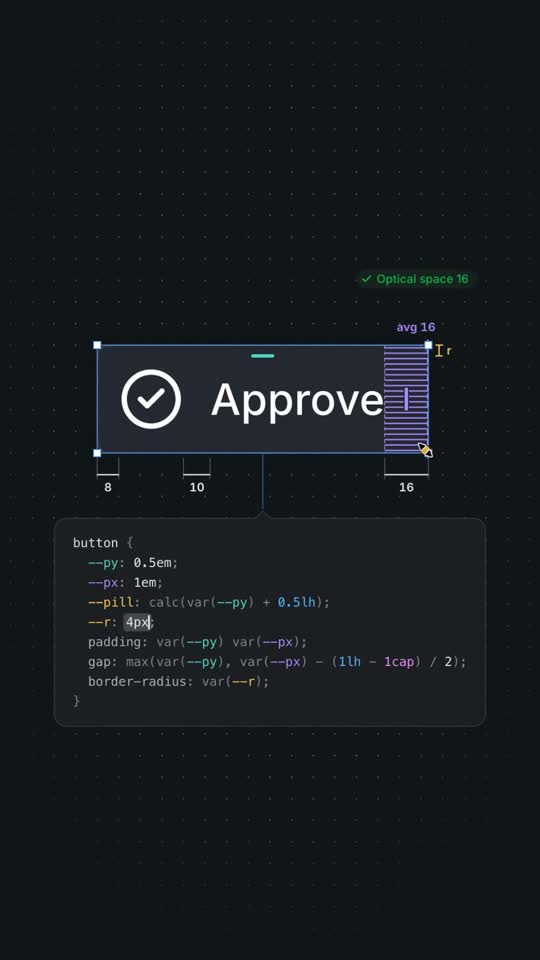 Optical space 16
avg 16
r
Approve
8
10
16
button {
--py: 0.5em;
--px: 1em;
--pill: calc(var(--py) + 0.5lh);
--r: 4px;
padding: var(--py) var(--px);
gap: max(var(--py), var(--px) − (1lh − 1cap) / 2);
border-radius: var(--r);
}